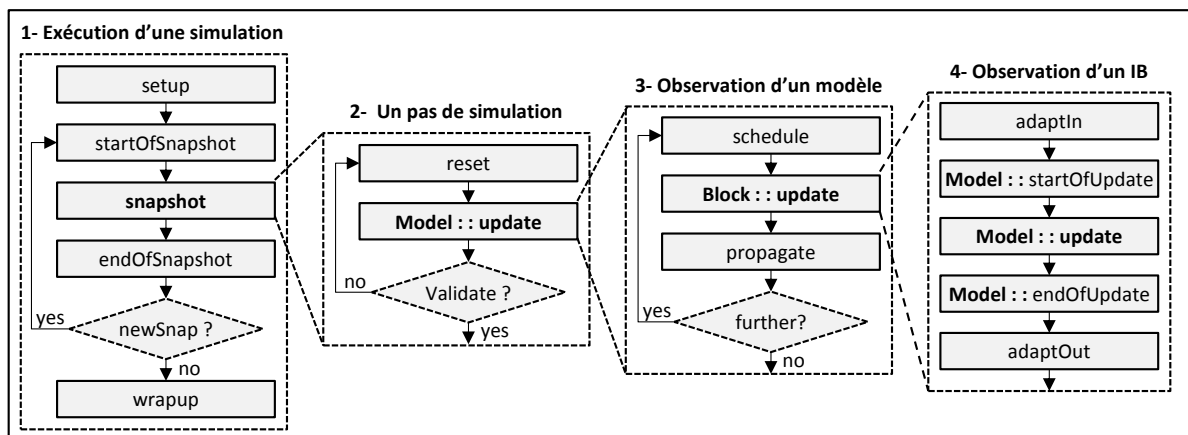 1- Exécution d'une simulation
setup
startOfSnapshot
snapshot
endOfSnapshot
newSnap ?
yes
no
wrapup
2- Un pas de simulation
reset
Model : : update
Validate ?
no
yes
3- Observation d'un modèle
schedule
Block : : update
propagate
further?
yes
no
4- Observation d'un IB
adaptIn
Model : : startOfUpdate
Model : : update
Model : : endOfUpdate
adaptOut